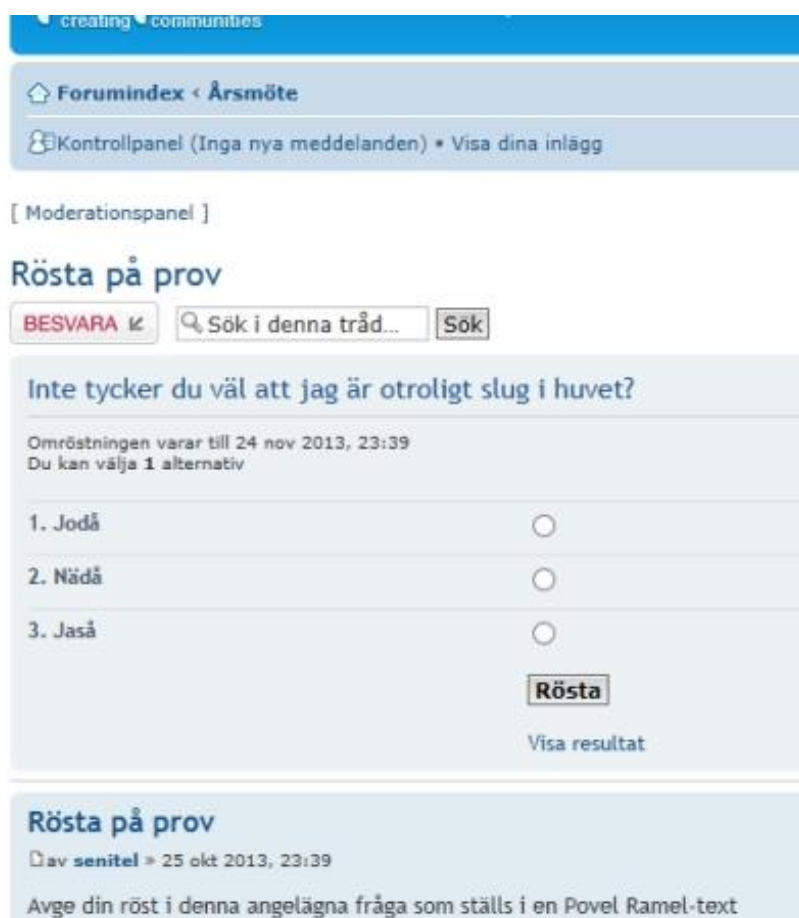 creating communities
Forumindex ‹ Årsmöte
Kontrollpanel (Inga nya meddelanden) • Visa dina inlägg
[ Moderationspanel ]
Rösta på prov
BESVARA Sök i denna tråd... Sök
Inte tycker du väl att jag är otroligt slug i huvet?
Omröstningen varar till 24 nov 2013, 23:39
Du kan välja 1 alternativ
1. Jodå
2. Nädå
3. Jaså
Rösta
Visa resultat
Rösta på prov
av senitel » 25 okt 2013, 23:39
Avge din röst i denna angelägna fråga som ställs i en Povel Ramel-text